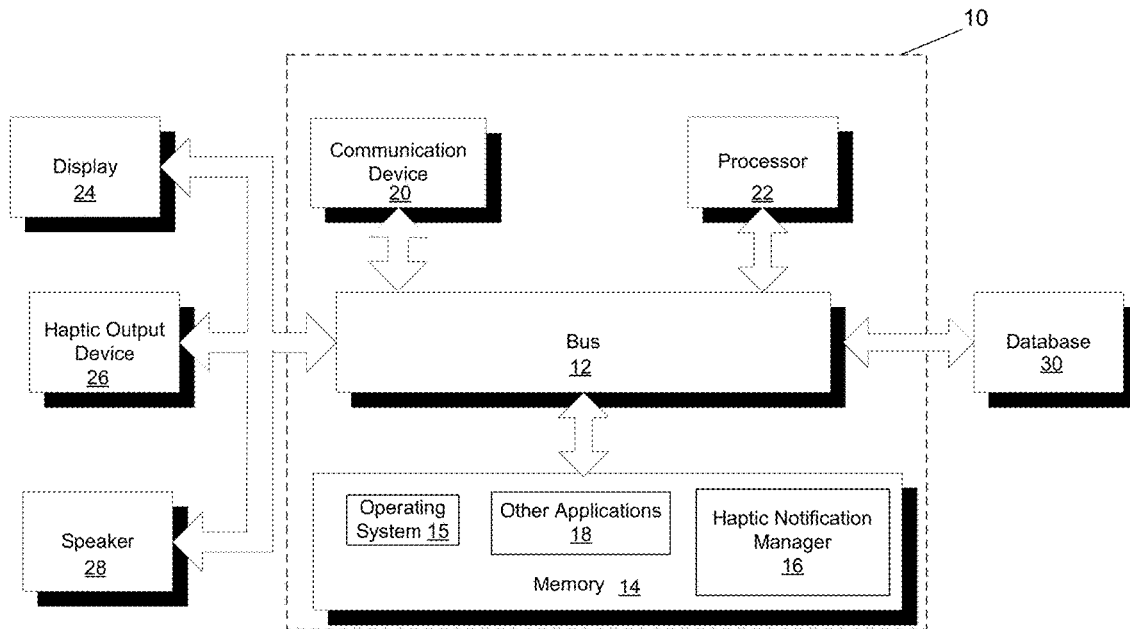 10
Display
24
Communication
Device
20
Processor
22
Haptic Output
Device
26
Bus
12
Database
30
Speaker
28
Operating
System 15
Other Applications
18
Haptic Notification
Manager
16
Memory 14